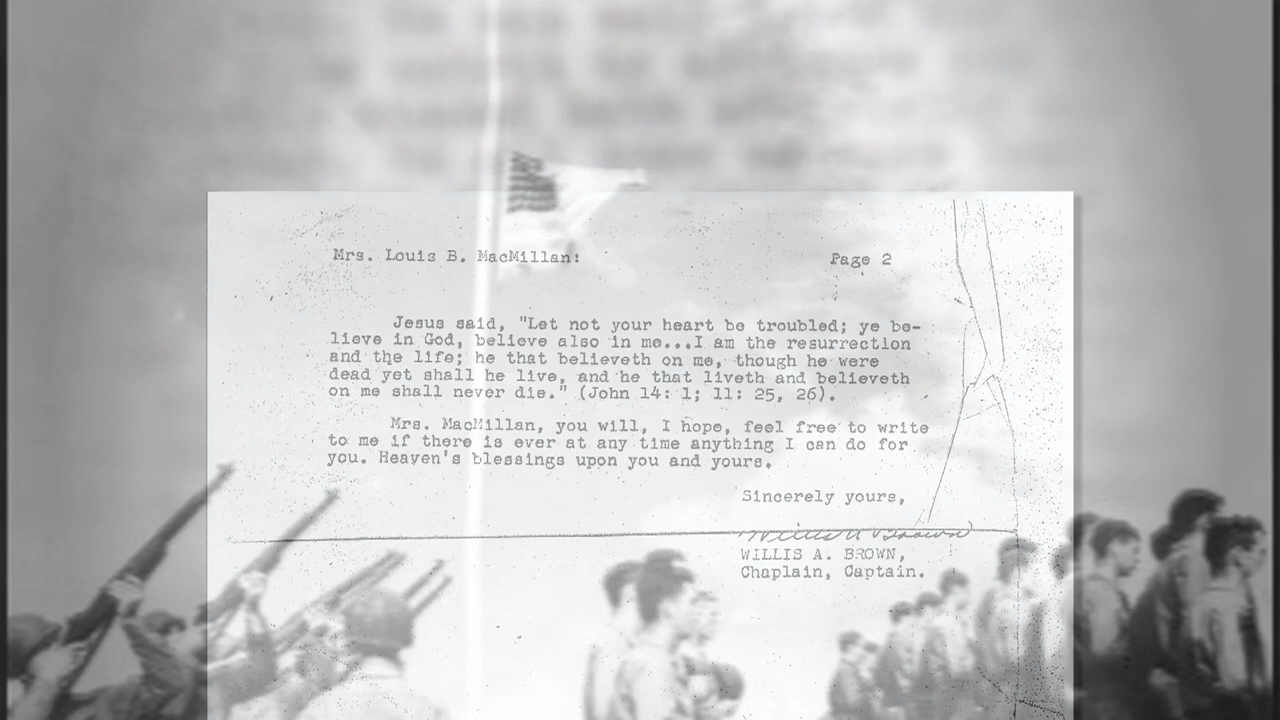 Mrs. Louis B. MacMillan:    Page 2
Jesus said, "Let not your heart be troubled; ye be-
lieve in God, believe also in me...I am the resurrection
and the life; he that believeth on me, though he were
dead yet shall he live, and he that liveth and believeth
on me shall never die." (John 14: 1; 11: 25, 26).
Mrs. MacMillan, you will, I hope, feel free to write
to me if there is ever at any time anything I can do for
you. Heaven's blessings upon you and yours.
Sincerely yours,
Willis A Brown
WILLIS A. BROWN,
Chaplain, Captain.